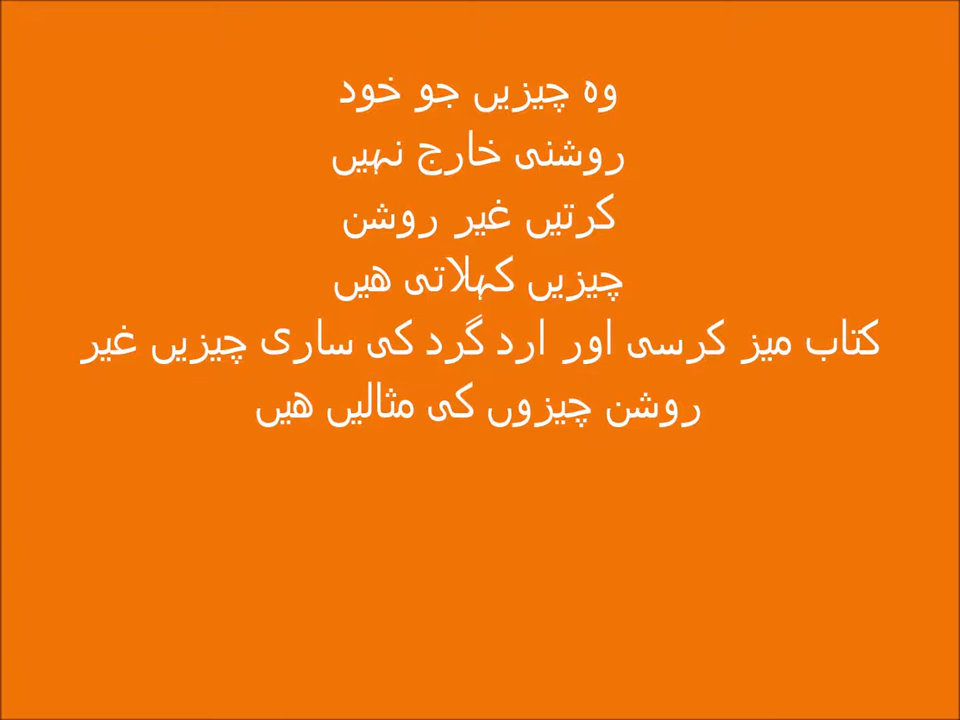 وہ چیزیں جو خود
روشنی خارج نہیں
کرتیں غیر روشن
چیزیں کہلاتی ھیں
کتاب میز کرسی اور ارد گرد کی ساری چیزیں غیر
روشن چیزوں کی مثالیں ھیں